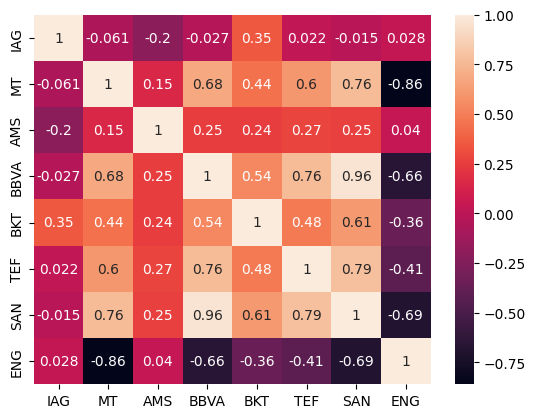 IAG 1 -0.061 -0.2 -0.027 0.35 0.022 -0.015 0.028
MT -0.061 1 0.15 0.68 0.44 0.6 0.76 -0.86
AMS -0.2 0.15 1 0.25 0.24 0.27 0.25 0.04
BBVA -0.027 0.68 0.25 1 0.54 0.76 0.96 -0.66
BKT 0.35 0.44 0.24 0.54 1 0.48 0.61 -0.36
TEF 0.022 0.6 0.27 0.76 0.48 1 0.79 -0.41
SAN -0.015 0.76 0.25 0.96 0.61 0.79 1 -0.69
ENG 0.028 -0.86 0.04 -0.66 -0.36 -0.41 -0.69 1
IAG MT AMS BBVA BKT TEF SAN ENG
1.00
0.75
0.50
0.25
0.00
−0.25
−0.50
−0.75